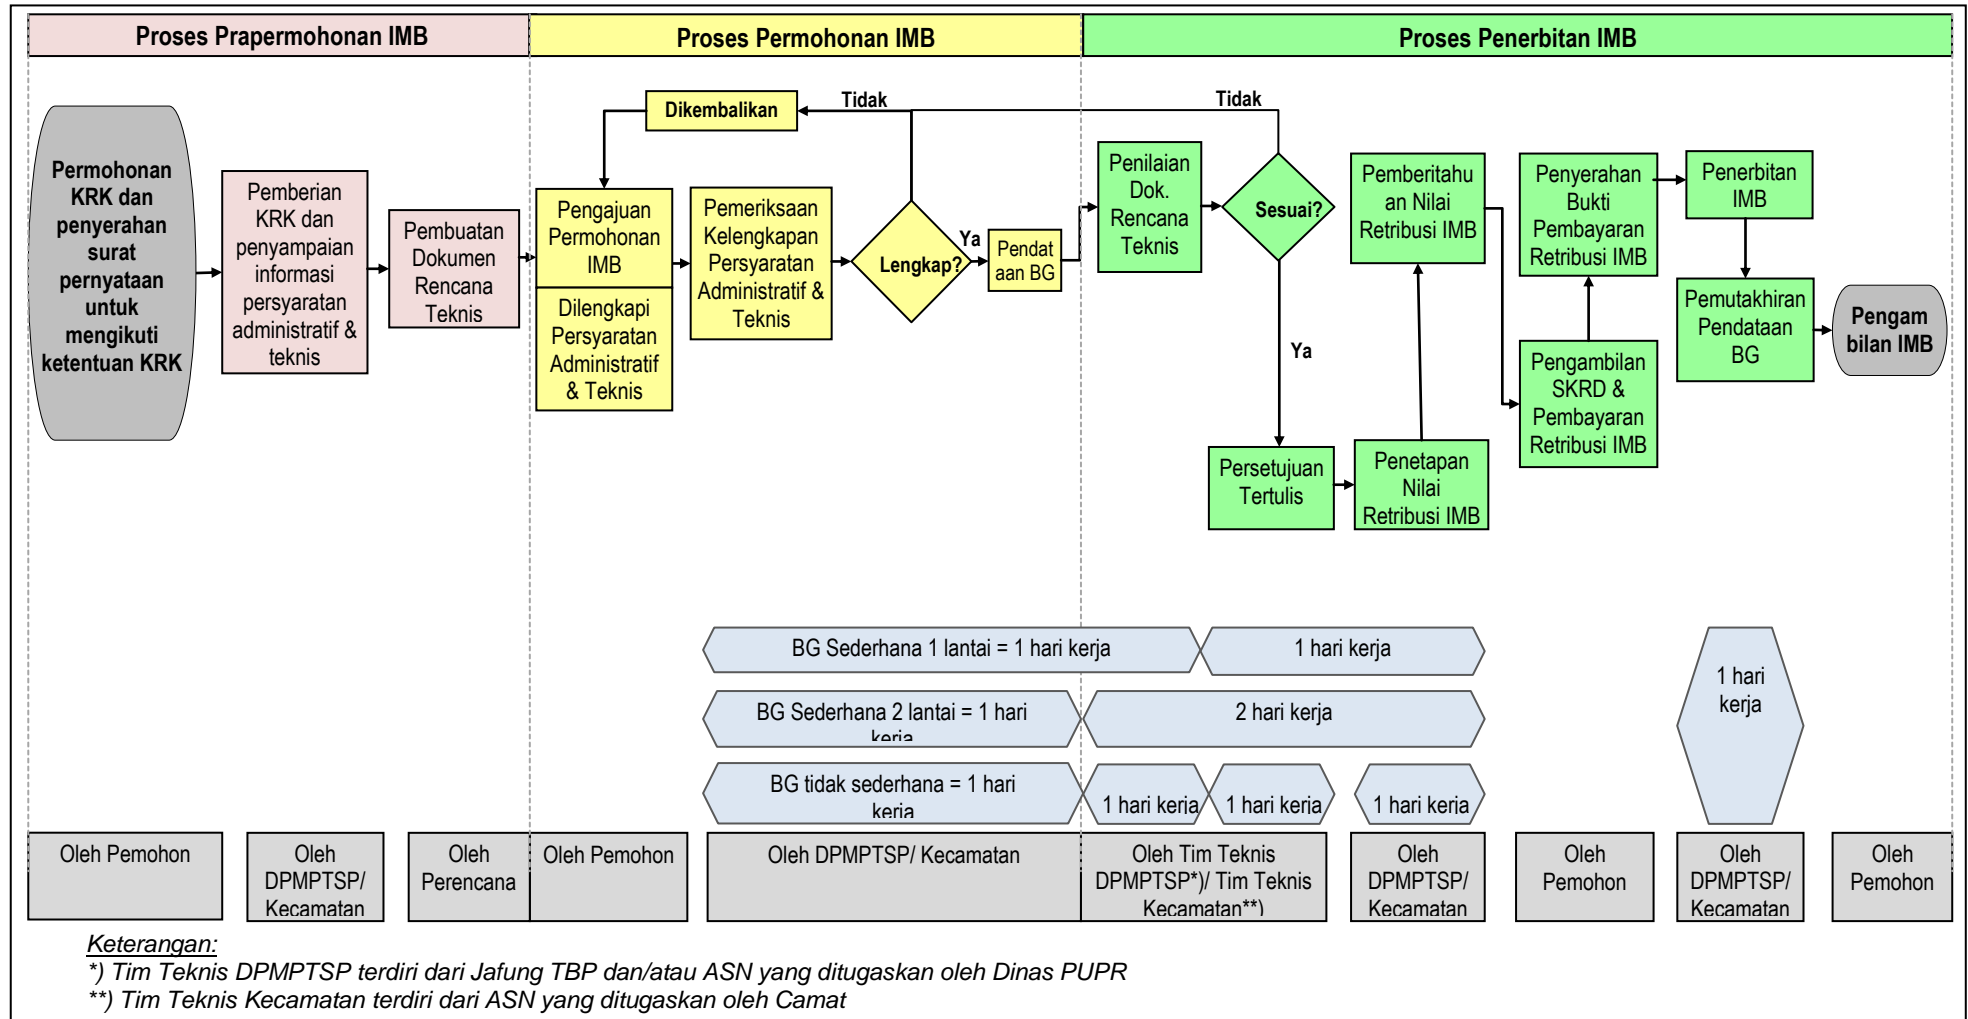 Proses Prapermohonan IMB
Proses Permohonan IMB
Proses Penerbitan IMB
Permohonan
KRK dan
penyerahan
surat
pernyataan
untuk
mengikuti
ketentuan KRK
Pemberian
KRK dan
penyampaian
informasi
persyaratan
administratif &
teknis
Pembuatan
Dokumen
Rencana
Teknis
Dikembalikan
Tidak
Pengajuan
Permohonan
IMB
Dilengkapi
Persyaratan
Administratif
& Teknis
Pemeriksaan
Kelengkapan
Persyaratan
Administratif &
Teknis
Lengkap?
Ya
Pendat
aan BG
Penilaian
Dok.
Rencana
Teknis
Tidak
Sesuai?
Ya
Persetujuan
Tertulis
Penetapan
Nilai
Retribusi IMB
Pemberitahu
an Nilai
Retribusi IMB
Pengambilan
SKRD &
Pembayaran
Retribusi IMB
Penyerahan
Bukti
Pembayaran
Retribusi IMB
Penerbitan
IMB
Pemutakhiran
Pendataan
BG
Pengam
bilan IMB
BG Sederhana 1 lantai = 1 hari kerja
1 hari kerja
BG Sederhana 2 lantai = 1 hari
kerja
2 hari kerja
BG tidak sederhana = 1 hari
kerja
1 hari kerja
1 hari kerja
1 hari kerja
1 hari
kerja
Oleh Pemohon
Oleh
DPMPTSP/
Kecamatan
Oleh
Perencana
Oleh Pemohon
Oleh DPMPTSP/ Kecamatan
Oleh Tim Teknis
DPMPTSP*)/ Tim Teknis
Kecamatan**)
Oleh
DPMPTSP/
Kecamatan
Oleh
Pemohon
Oleh
DPMPTSP/
Kecamatan
Oleh
Pemohon
Keterangan:
*) Tim Teknis DPMPTSP terdiri dari Jafung TBP dan/atau ASN yang ditugaskan oleh Dinas PUPR
**) Tim Teknis Kecamatan terdiri dari ASN yang ditugaskan oleh Camat